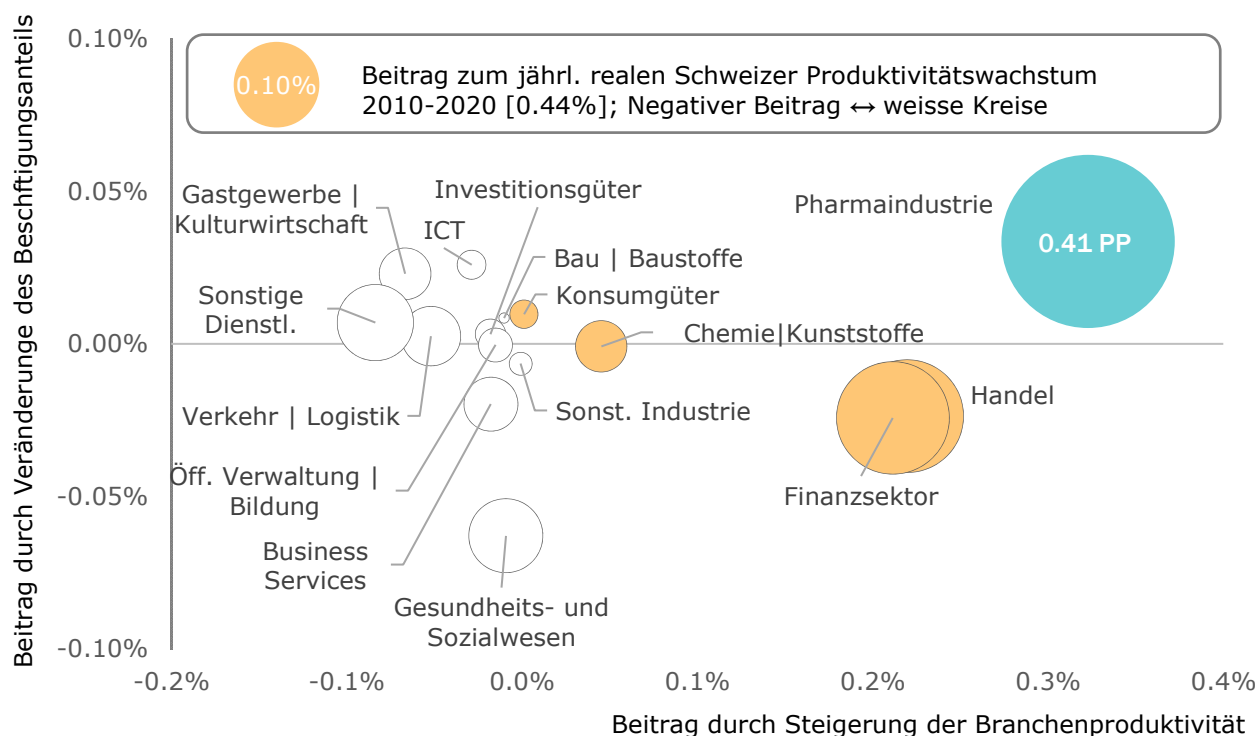 Beitrag durch Veränderunge des Beschftigungsanteils
0.10%
0.05%
0.00%
-0.05%
-0.10%
0.10%
Beitrag zum jährl. realen Schweizer Produktivitätswachstum
2010-2020 [0.44%]; Negativer Beitrag ↔ weisse Kreise
Gastgewerbe |
Kulturwirtschaft
Investitionsgüter
ICT
Pharmaindustrie
0.41 PP
Bau | Baustoffe
Konsumgüter
Sonstige
Dienstl.
Chemie|Kunststoffe
Verkehr | Logistik
Sonst. Industrie
Handel
Öff. Verwaltung |
Bildung
Finanzsektor
Business
Services
Gesundheits- und
Sozialwesen
-0.2%
-0.1%
0.0%
0.1%
0.2%
0.3%
0.4%
Beitrag durch Steigerung der Branchenproduktivität